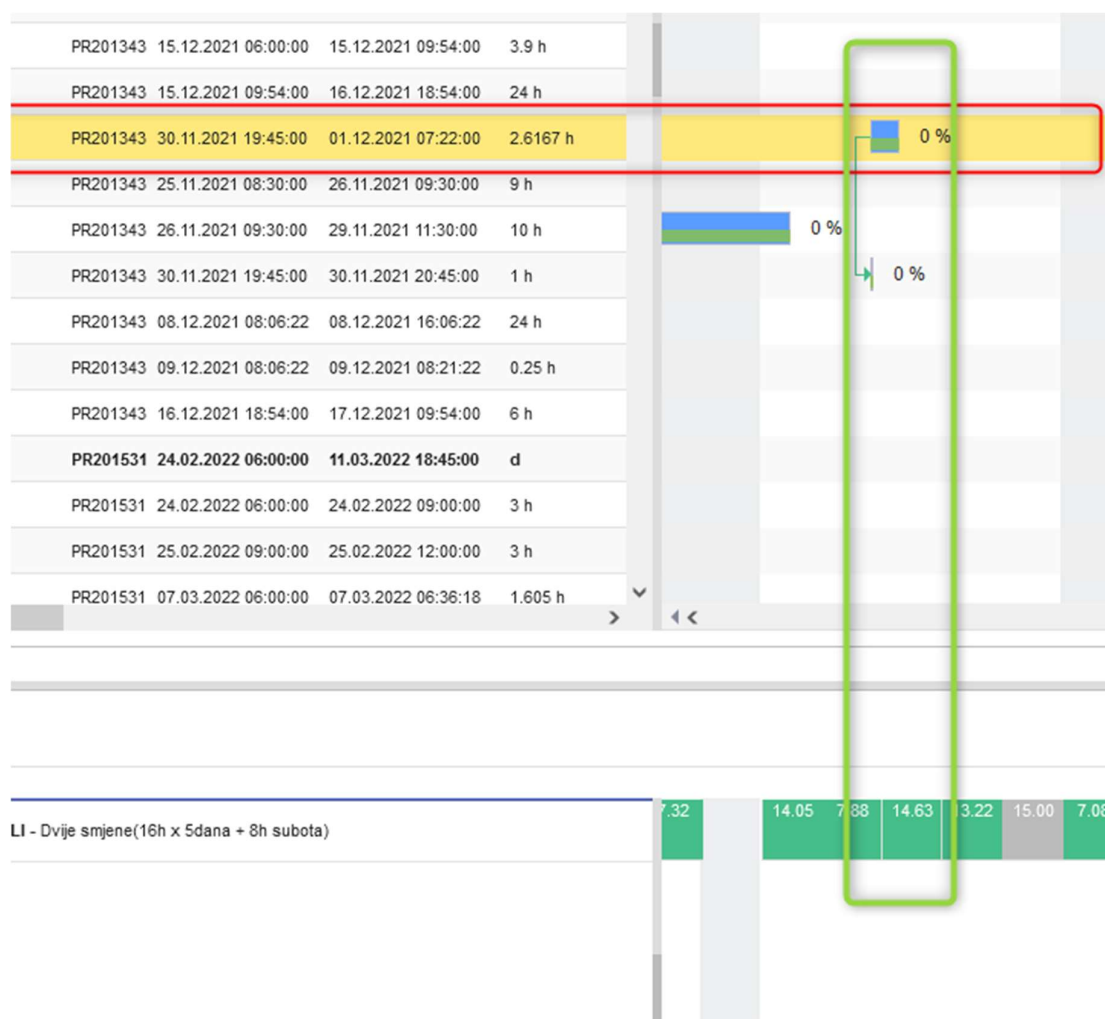 PR201343 15.12.2021 06:00:00 15.12.2021 09:54:00 3.9 h
PR201343 15.12.2021 09:54:00 16.12.2021 18:54:00 24 h
PR201343 30.11.2021 19:45:00 01.12.2021 07:22:00 2.6167 h 0 %
PR201343 25.11.2021 08:30:00 26.11.2021 09:30:00 9 h
PR201343 26.11.2021 09:30:00 29.11.2021 11:30:00 10 h 0 %
PR201343 30.11.2021 19:45:00 30.11.2021 20:45:00 1 h 0 %
PR201343 08.12.2021 08:06:22 08.12.2021 16:06:22 24 h
PR201343 09.12.2021 08:06:22 09.12.2021 08:21:22 0.25 h
PR201343 16.12.2021 18:54:00 17.12.2021 09:54:00 6 h
PR201531 24.02.2022 06:00:00 11.03.2022 18:45:00 d
PR201531 24.02.2022 06:00:00 24.02.2022 09:00:00 3 h
PR201531 25.02.2022 09:00:00 25.02.2022 12:00:00 3 h
PR201531 07.03.2022 06:00:00 07.03.2022 06:36:18 1.605 h
LI - Dvije smjene(16h x 5dana + 8h subota) 7.32 14.05 7.88 14.63 13.22 15.00 7.08